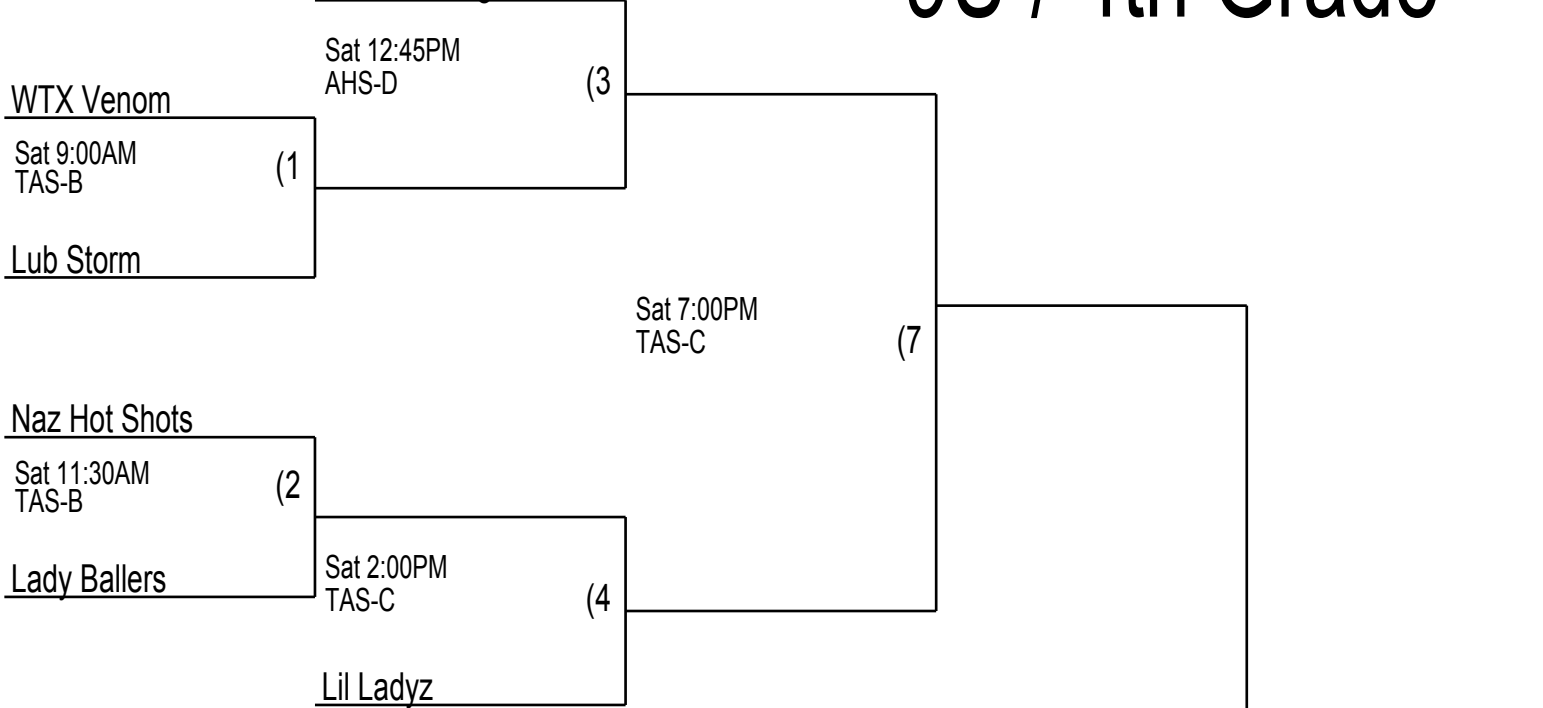 Sat 12:45PM
AHS-D
(3
WTX Venom
Sat 9:00AM
TAS-B
(1
Lub Storm
Sat 7:00PM
TAS-C
(7
Naz Hot Shots
Sat 11:30AM
TAS-B
(2
Lady Ballers
Sat 2:00PM
TAS-C
(4
Lil Ladyz